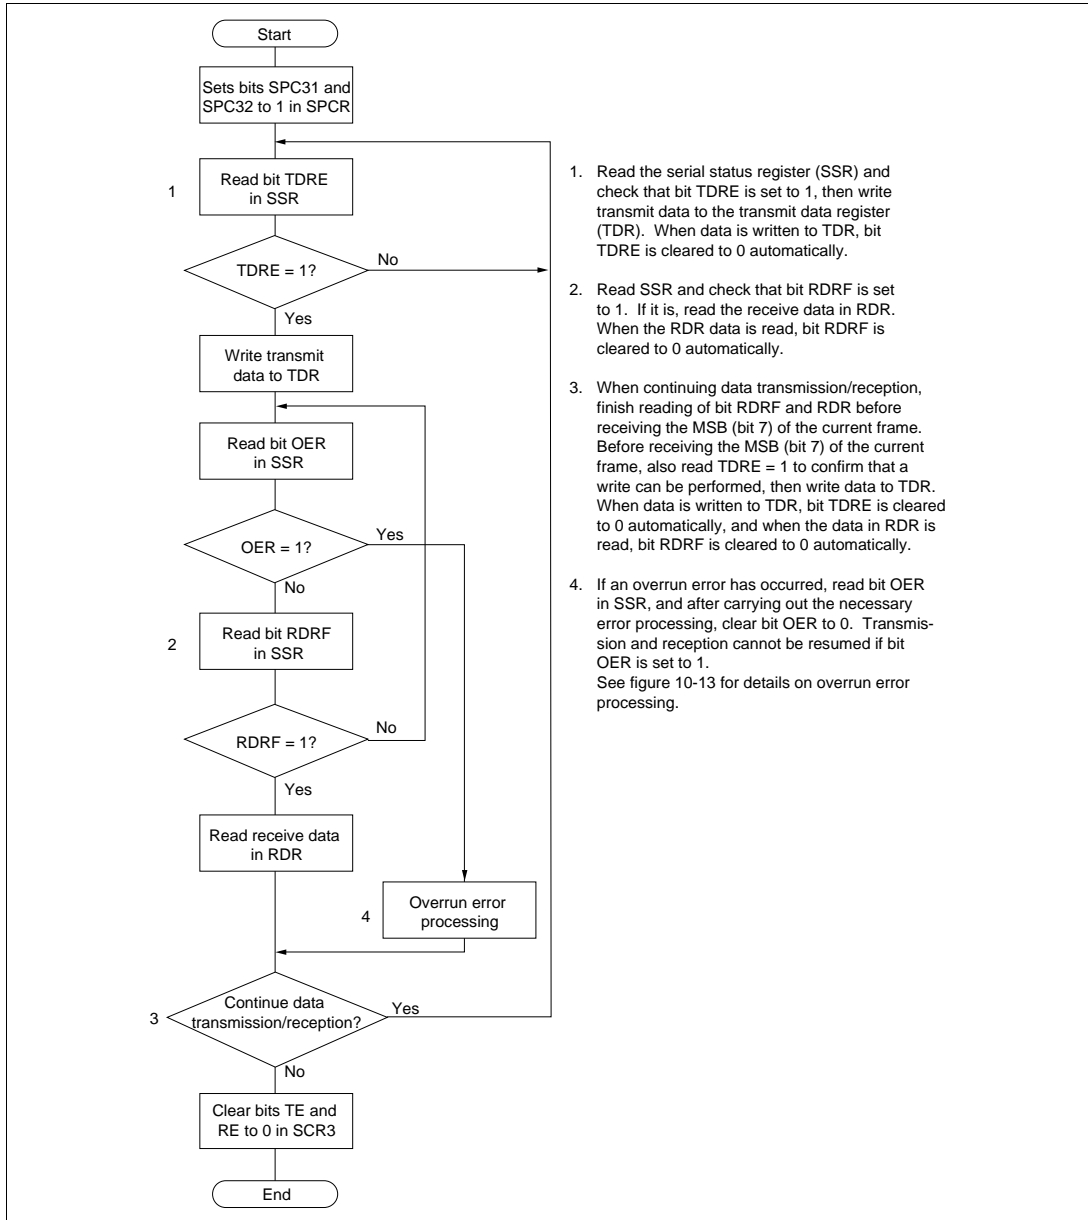 Start
Sets bits SPC31 and
SPC32 to 1 in SPCR
1
Read bit TDRE
in SSR
TDRE = 1?
No
Yes
Write transmit
data to TDR
Read bit OER
in SSR
OER = 1?
Yes
No
2
Read bit RDRF
in SSR
RDRF = 1?
No
Yes
Read receive data
in RDR
4
Overrun error
processing
3
Continue data
transmission/reception?
Yes
No
Clear bits TE and
RE to 0 in SCR3
End
1. Read the serial status register (SSR) and
check that bit TDRE is set to 1, then write
transmit data to the transmit data register
(TDR). When data is written to TDR, bit
TDRE is cleared to 0 automatically.
2. Read SSR and check that bit RDRF is set
to 1. If it is, read the receive data in RDR.
When the RDR data is read, bit RDRF is
cleared to 0 automatically.
3. When continuing data transmission/reception,
finish reading of bit RDRF and RDR before
receiving the MSB (bit 7) of the current frame.
Before receiving the MSB (bit 7) of the current
frame, also read TDRE = 1 to confirm that a
write can be performed, then write data to TDR.
When data is written to TDR, bit TDRE is cleared
to 0 automatically, and when the data in RDR is
read, bit RDRF is cleared to 0 automatically.
4. If an overrun error has occurred, read bit OER
in SSR, and after carrying out the necessary
error processing, clear bit OER to 0. Transmis-
sion and reception cannot be resumed if bit
OER is set to 1.
See figure 10-13 for details on overrun error
processing.